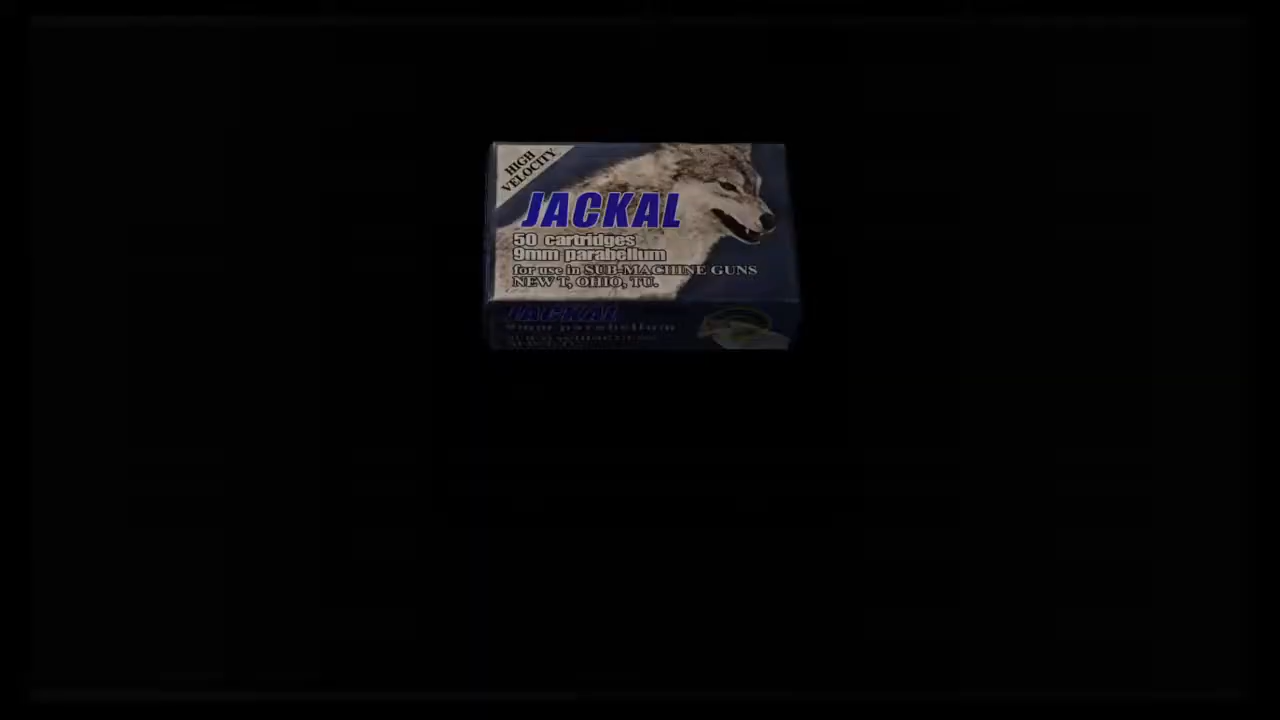 HIGH
VELOCITY
JACKAL
50 cartridges
9mm parabellum
for use in SUB-MACHINE GUNS
NEW T, OHIO, TU.
JACKAL
9mm parabellum